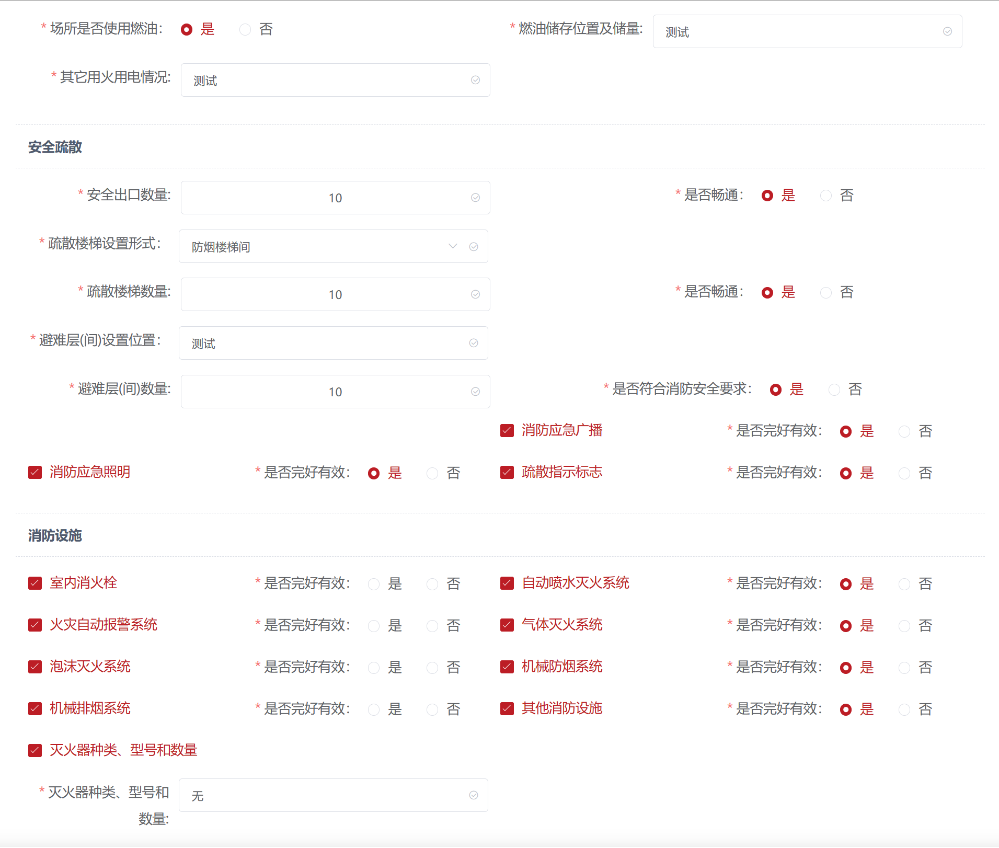 * 场所是否使用燃油： 是 否 * 燃油储存位置及储量: 测试
* 其它用火用电情况: 测试
安全疏散
* 安全出口数量: 10 * 是否畅通： 是 否
* 疏散楼梯设置形式： 防烟楼梯间
* 疏散楼梯数量: 10 * 是否畅通： 是 否
* 避难层(间)设置位置： 测试
* 避难层(间)数量: 10 * 是否符合消防安全要求： 是 否
消防应急广播 * 是否完好有效： 是 否
消防应急照明 * 是否完好有效： 是 否 疏散指示标志 * 是否完好有效： 是 否
消防设施
室内消火栓 * 是否完好有效： 是 否 自动喷水灭火系统 * 是否完好有效： 是 否
火灾自动报警系统 * 是否完好有效： 是 否 气体灭火系统 * 是否完好有效： 是 否
泡沫灭火系统 * 是否完好有效： 是 否 机械防烟系统 * 是否完好有效： 是 否
机械排烟系统 * 是否完好有效： 是 否 其他消防设施 * 是否完好有效： 是 否
灭火器种类、型号和数量
* 灭火器种类、型号和 无
数量: